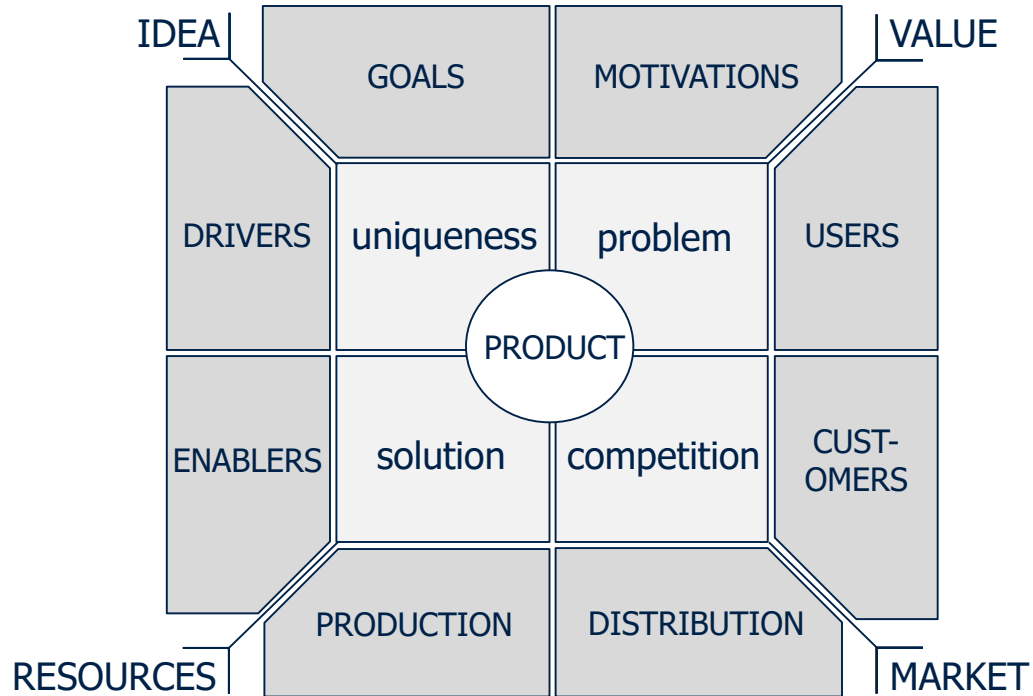 IDEA
VALUE
GOALS
MOTIVATIONS
DRIVERS
uniqueness
problem
USERS
PRODUCT
ENABLERS
solution
competition
CUST-
OMERS
PRODUCTION
DISTRIBUTION
RESOURCES
MARKET